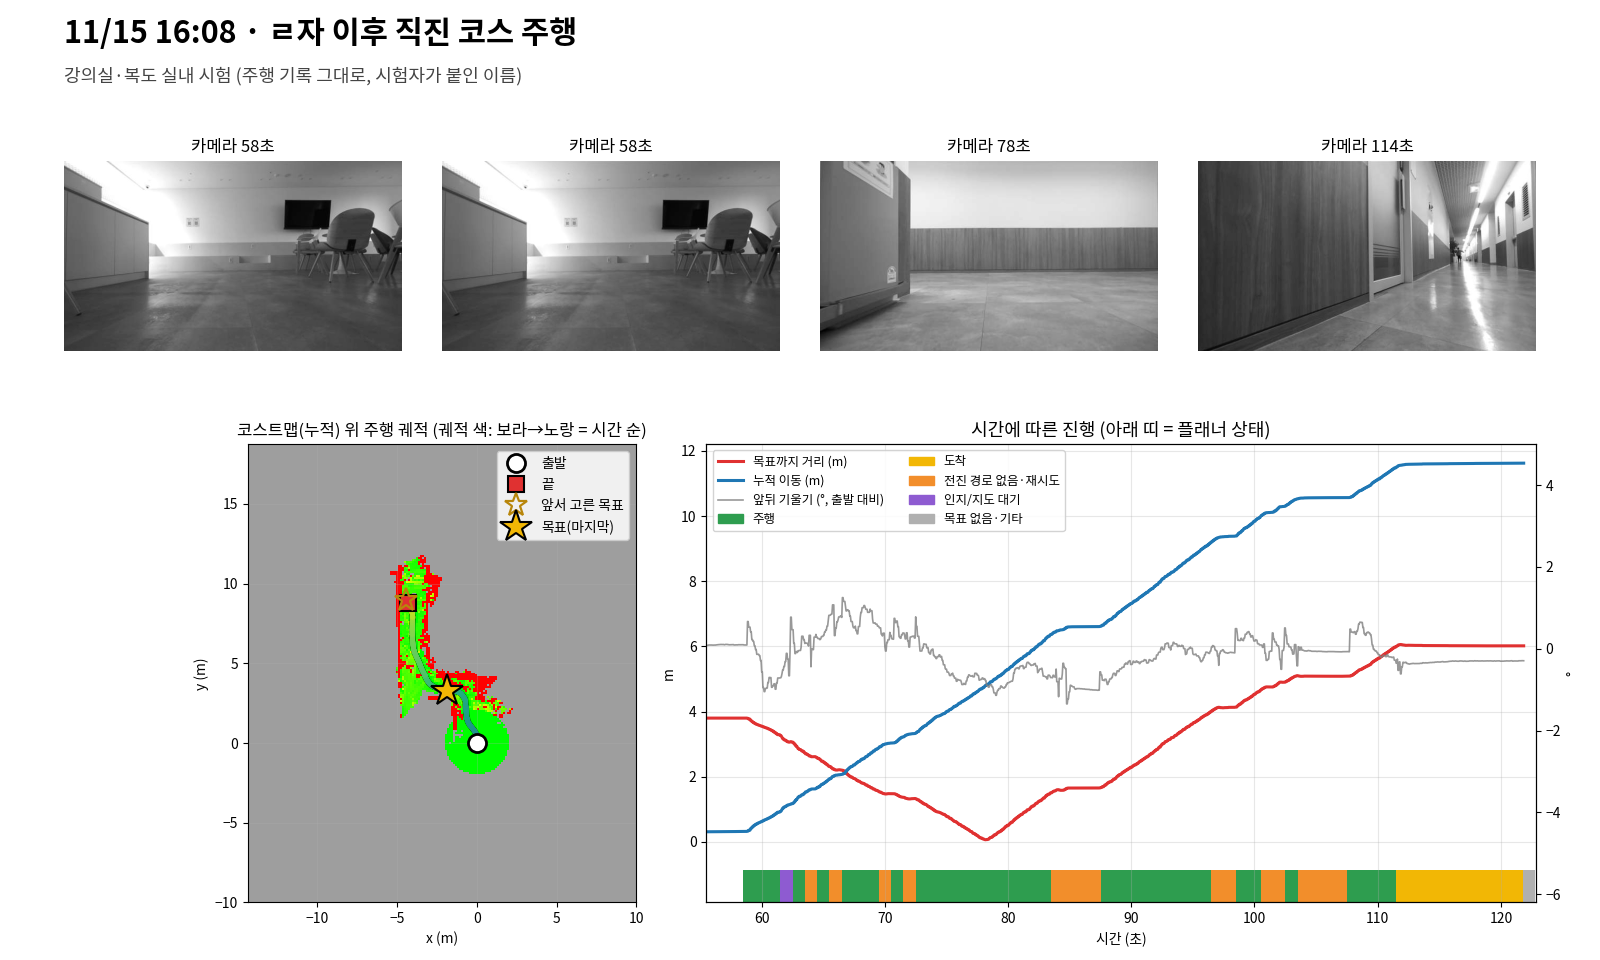 11/15 16:08 · ㄹ자 이후 직진 코스 주행
강의실·복도 실내 시험 (주행 기록 그대로, 시험자가 붙인 이름)
카메라 58초
카메라 58초
카메라 78초
카메라 114초
코스트맵(누적) 위 주행 궤적 (궤적 색: 보라→노랑 = 시간 순)
출발
끝
앞서 고른 목표
목표(마지막)
15
10
5
0
−5
−10
y (m)
−10
−5
0
5
10
x (m)
시간에 따른 진행 (아래 띠 = 플래너 상태)
목표까지 거리 (m)
누적 이동 (m)
앞뒤 기울기 (°, 출발 대비)
주행
도착
전진 경로 없음·재시도
인지/지도 대기
목표 없음·기타
12
10
8
6
4
2
0
m
4
2
0
−2
−4
−6
°
60
70
80
90
100
110
120
시간 (초)